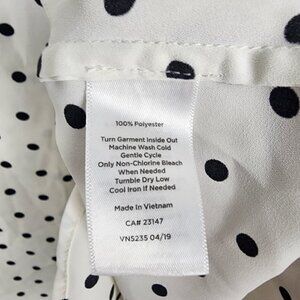 100% Polyester
Turn Garment Inside Out
Machine Wash Cold
Gentle Cycle
Only Non-Chlorine Bleach
When Needed
Tumble Dry Low
Cool Iron if Needed
Made in Vietnam
CA# 23147
VN5235 04/19